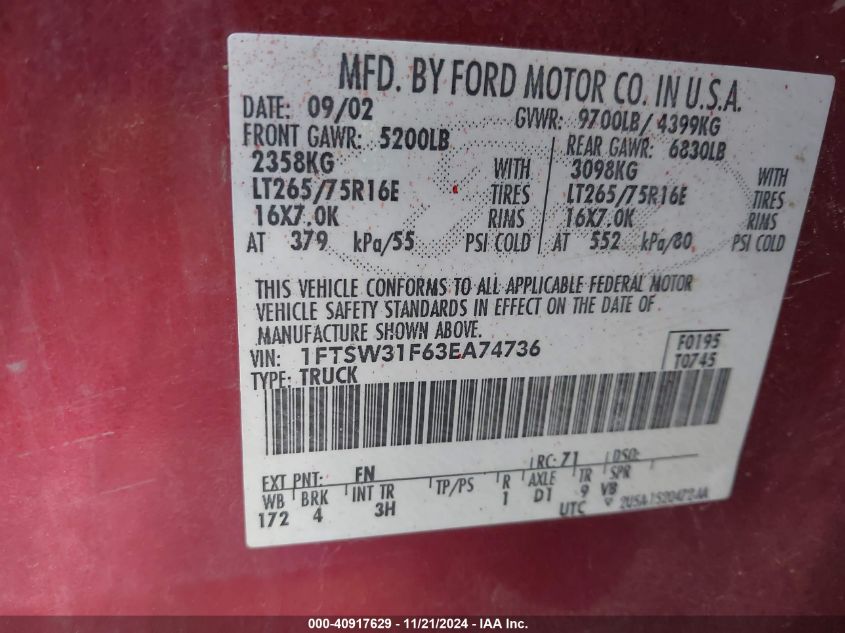 MFD. BY FORD MOTOR CO. IN U.S.A.
DATE: 09/02 GVWR: 9700LB/ 4399KG
FRONT GAWR: 5200LB REAR GAWR: 6830LB
2358KG WITH 3098KG WITH
LT265/75R16E TIRES LT265/75R16E TIRES
16X7.0K RIMS 16X7.0K RIMS
AT 379 kPa/55 PSI COLD AT 552 kPa/80 PSI COLD
THIS VEHICLE CONFORMS TO ALL APPLICABLE FEDERAL MOTOR
VEHICLE SAFETY STANDARDS IN EFFECT ON THE DATE OF
MANUFACTURE SHOWN ABOVE.
VIN: 1FTSW31F63EA74736 F0195
TYPE: TRUCK T0745
EXT PNT: FN RC: 71 DSO:
WB BRK INT TR TP/PS R AXLE TR SPR
172 4 3H 1 D1 9 VB
UTC 2U5A-1520472-AA
000-40917629 - 11/21/2024 - IAAI.com